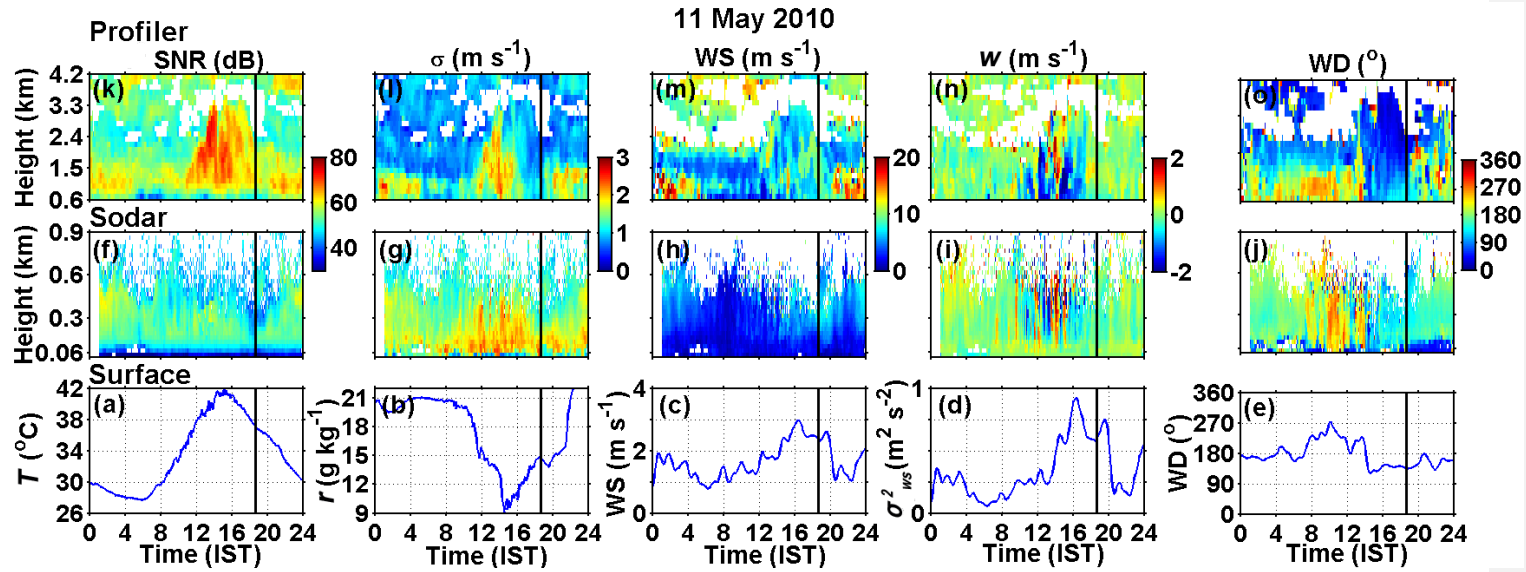 11 May 2010
Profiler
SNR (dB) σ (m s⁻¹) WS (m s⁻¹) w (m s⁻¹) WD (°)
Height (km)
4.2
3.3
2.4
1.5
0.6
(k) (l) (m) (n) (o)
80
60
40
3
2
1
0
20
10
0
2
0
-2
360
270
180
90
0
Sodar
Height (km)
0.9
0.6
0.3
0.06
(f) (g) (h) (i) (j)
Surface
T (°C)
42
38
34
30
26
(a)
0 4 8 12 16 20 24
Time (IST)
r (g kg⁻¹)
21
18
15
12
9
(b)
0 4 8 12 16 20 24
Time (IST)
WS (m s⁻¹)
4
2
0
(c)
0 4 8 12 16 20 24
Time (IST)
σ²ws (m² s⁻²)
1
0
(d)
0 4 8 12 16 20 24
Time (IST)
WD (°)
360
270
180
90
0
(e)
0 4 8 12 16 20 24
Time (IST)